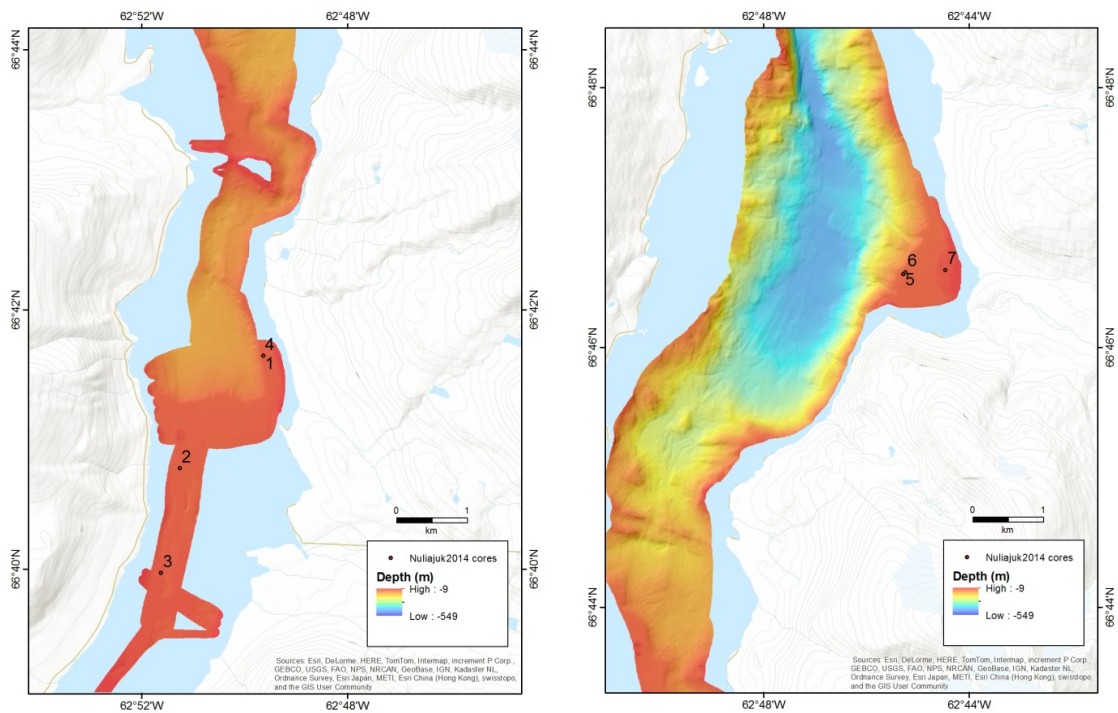 62°52'W
62°48'W
66°44'N
66°44'N
66°42'N
66°42'N
66°40'N
66°40'N
4
1
2
3
0
1
km
Nuliajuk2014 cores
Depth (m)
High : -9
Low : -549
Sources: Esri, DeLorme, HERE, TomTom, Intermap, increment P Corp.,
GEBCO, USGS, FAO, NPS, NRCAN, GeoBase, IGN, Kadaster NL,
Ordnance Survey, Esri Japan, METI, Esri China (Hong Kong), swisstopo,
and the GIS User Community
62°52'W
62°48'W
62°48'W
62°44'W
66°48'N
66°48'N
66°46'N
66°46'N
66°44'N
66°44'N
6
5
7
0
1
km
Nuliajuk2014 cores
Depth (m)
High : -9
Low : -549
Sources: Esri, DeLorme, HERE, TomTom, Intermap, increment P Corp.,
GEBCO, USGS, FAO, NPS, NRCAN, GeoBase, IGN, Kadaster NL,
Ordnance Survey, Esri Japan, METI, Esri China (Hong Kong), swisstopo,
and the GIS User Community
62°48'W
62°44'W